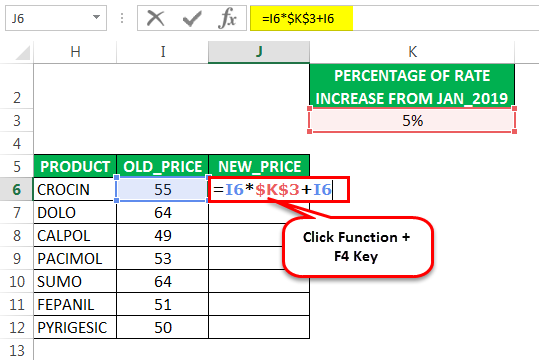 J6 fx =I6*$K$3+I6
H I J K
PERCENTAGE OF RATE
2 INCREASE FROM JAN_2019
3 5%
4
5 PRODUCT OLD_PRICE NEW_PRICE
6 CROCIN 55 =I6*$K$3+I6
7 DOLO 64
8 CALPOL 49
9 PACIMOL 53
10 SUMO 64
11 FEPANIL 51
12 PYRIGESIC 50
13
Click Function +
F4 Key